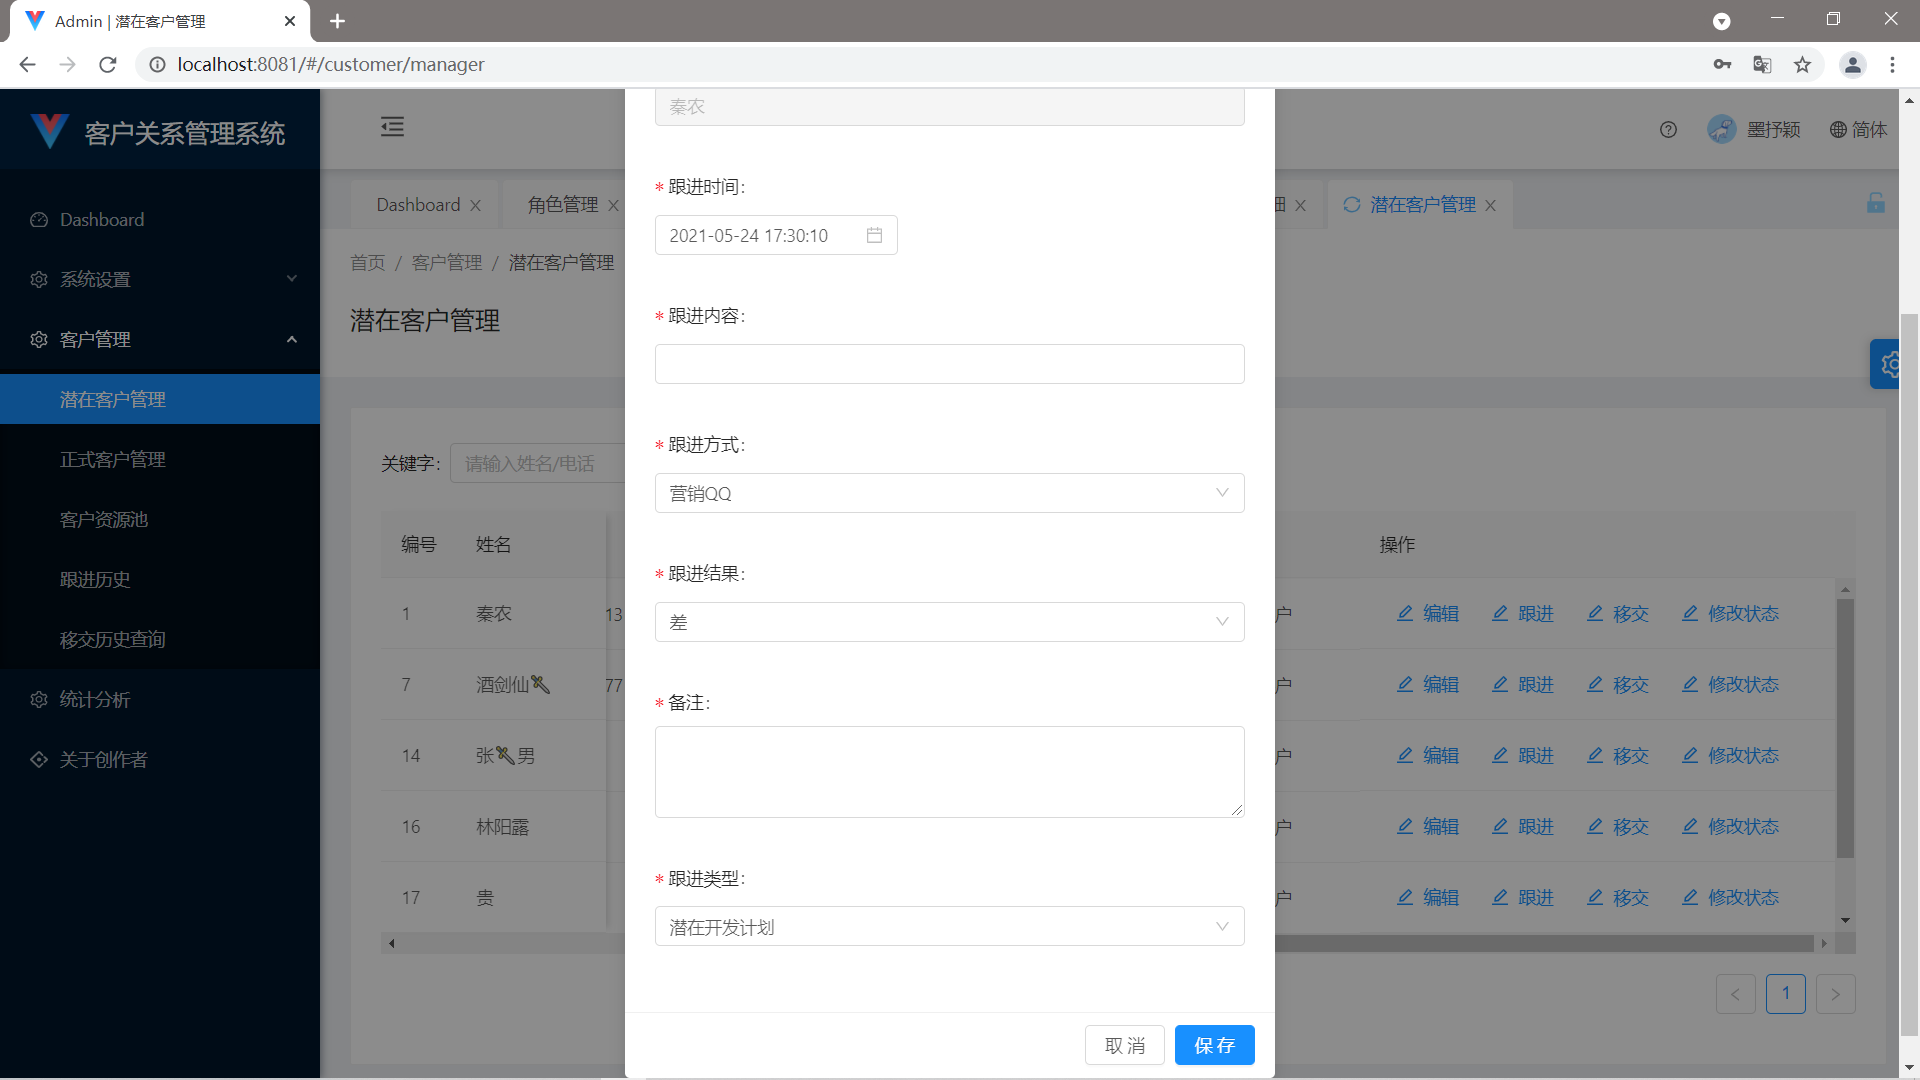 Admin | 潜在客户管理
localhost:8081/#/customer/manager
客户关系管理系统
墨抒颖
简体
Dashboard
系统设置
客户管理
潜在客户管理
正式客户管理
客户资源池
跟进历史
移交历史查询
统计分析
关于创作者
Dashboard
角色管理
细
潜在客户管理
首页 / 客户管理 / 潜在客户管理
潜在客户管理
关键字:
请输入姓名/电话
编号 姓名 操作
1 秦农 13 户 编辑 跟进 移交 修改状态
7 酒剑仙🗡 77 户 编辑 跟进 移交 修改状态
14 张🗡男 户 编辑 跟进 移交 修改状态
16 林阳露 户 编辑 跟进 移交 修改状态
17 贵 户 编辑 跟进 移交 修改状态
1
秦农
* 跟进时间:
2021-05-24 17:30:10
* 跟进内容:
* 跟进方式:
营销QQ
* 跟进结果:
差
* 备注:
* 跟进类型:
潜在开发计划
取 消
保 存